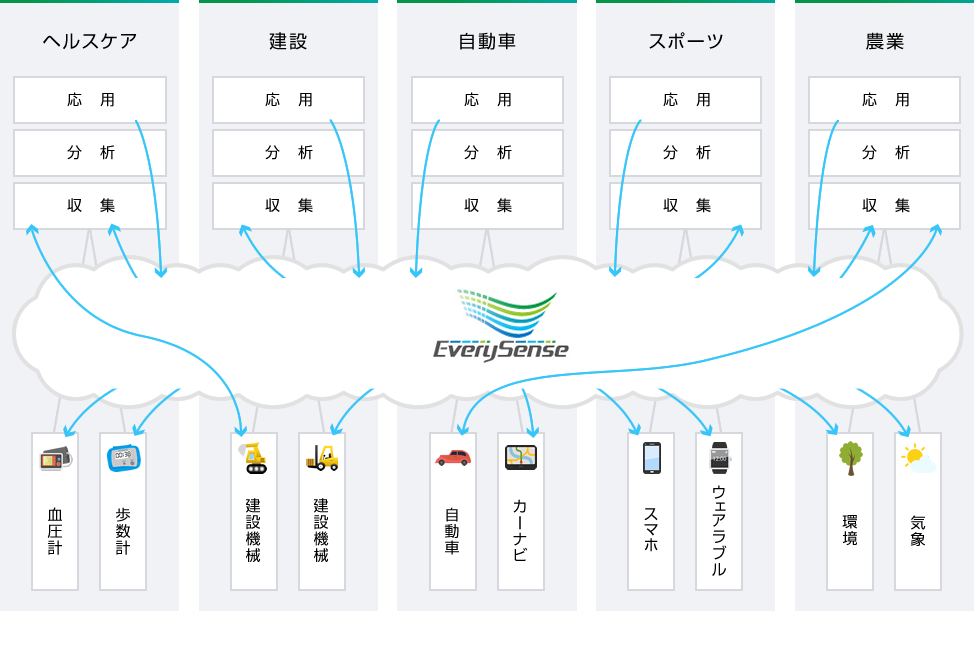 ヘルスケア
建設
自動車
スポーツ
農業
応 用
応 用
応 用
応 用
応 用
分 析
分 析
分 析
分 析
分 析
収 集
収 集
収 集
収 集
収 集
EverySense
血圧計
歩数計
建設機械
建設機械
自動車
カーナビ
スマホ
ウェアラブル
環境
気象